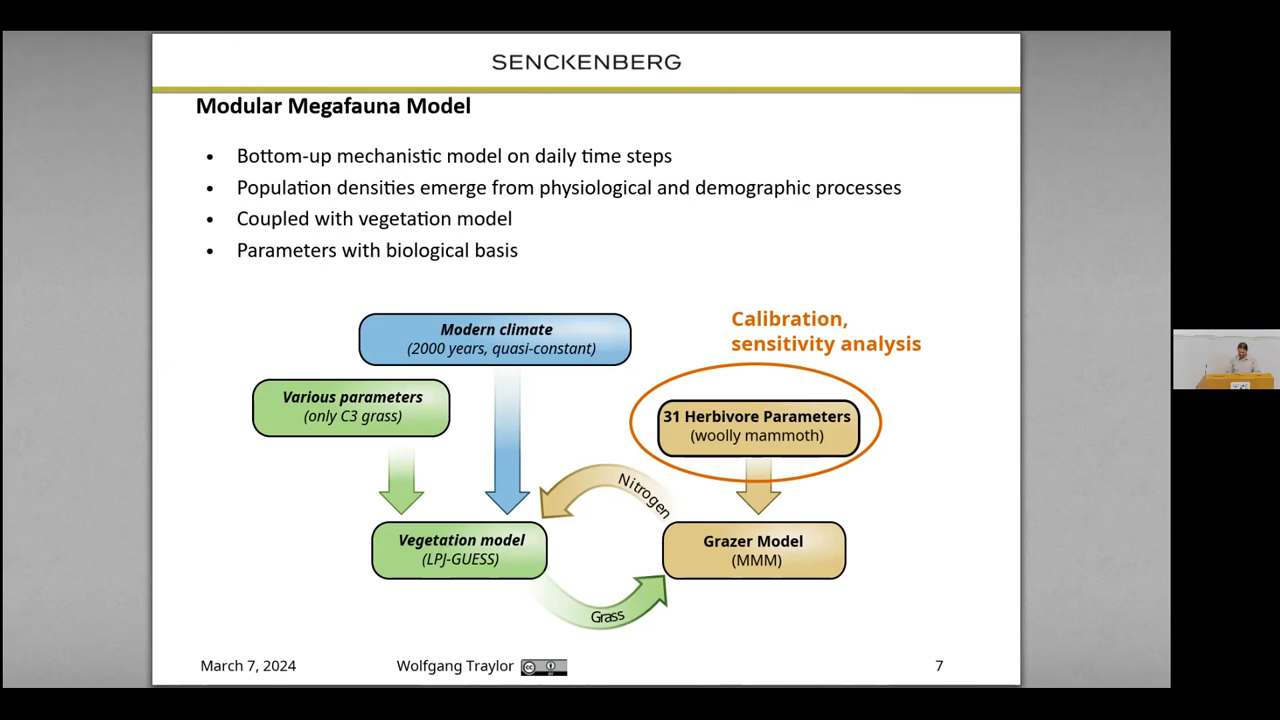 SENCKENBERG
Modular Megafauna Model
• Bottom-up mechanistic model on daily time steps
• Population densities emerge from physiological and demographic processes
• Coupled with vegetation model
• Parameters with biological basis
Modern climate
(2000 years, quasi-constant)
Calibration,
sensitivity analysis
Various parameters
(only C3 grass)
31 Herbivore Parameters
(woolly mammoth)
Nitrogen
Vegetation model
(LPJ-GUESS)
Grazer Model
(MMM)
Grass
March 7, 2024 Wolfgang Traylor cc BY 7